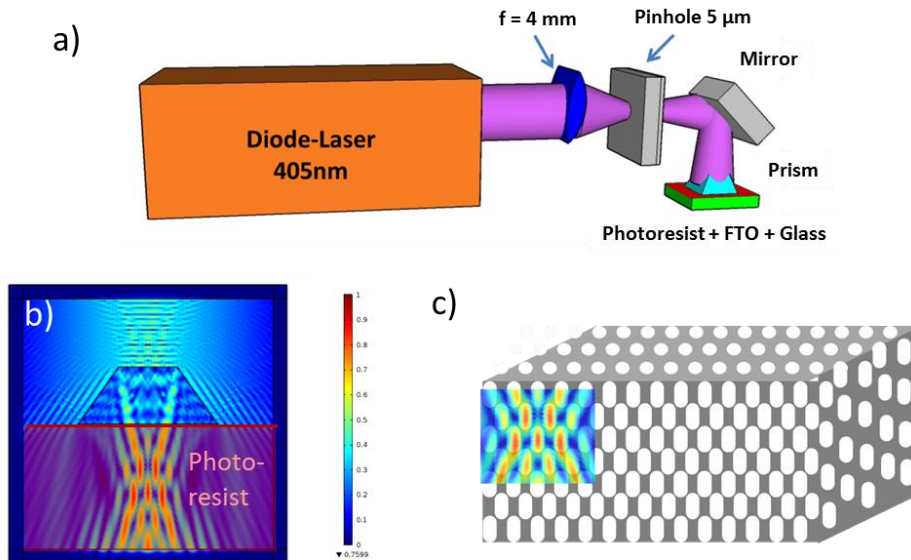 a)
f = 4 mm
Pinhole 5 µm
Mirror
Diode-Laser
405nm
Prism
Photoresist + FTO + Glass
b)
Photo-
resist
1
0.9
0.8
0.7
0.6
0.5
0.4
0.3
0.2
0.1
0
▼ 0.7599
c)